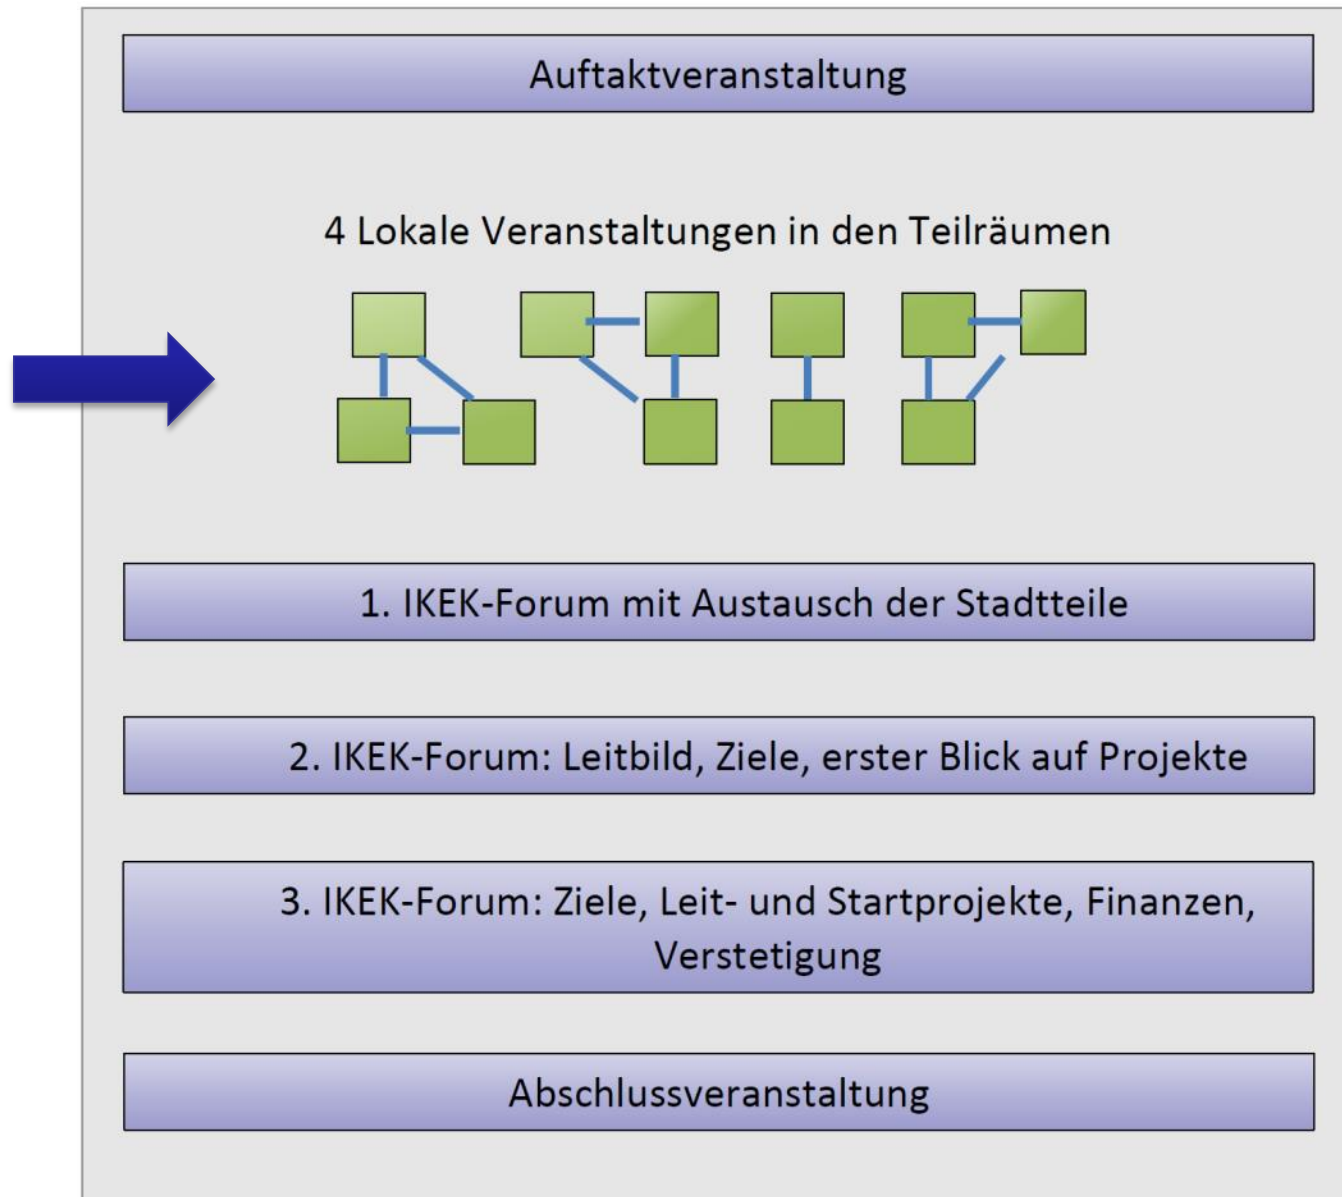 Auftaktveranstaltung
4 Lokale Veranstaltungen in den Teilräumen
1. IKEK-Forum mit Austausch der Stadtteile
2. IKEK-Forum: Leitbild, Ziele, erster Blick auf Projekte
3. IKEK-Forum: Ziele, Leit- und Startprojekte, Finanzen,
Verstetigung
Abschlussveranstaltung